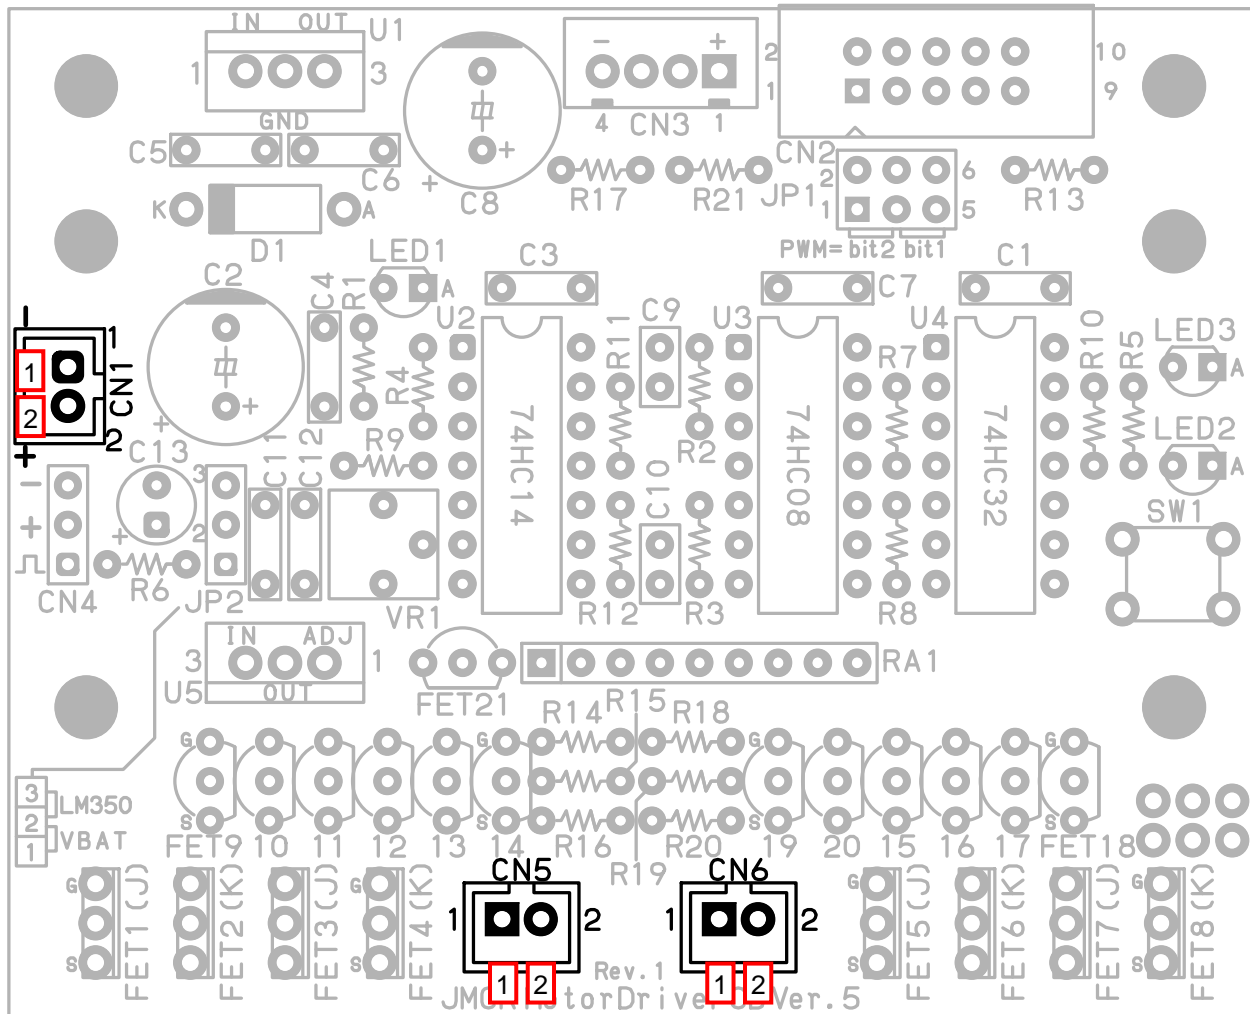 IN OUT U1
1 3
GND
C5 C6
K A
D1
+ C8
- +
4 CN3 1
2 10
1 9
CN2
R17 R21 JP1 2 6 R13
1 5
PWM= bit2 bit1
LED1 A
C2 C4 R1 C3 C7 C1
U2 R11 C9 U3 U4 R10 R5 LED3
- 1
1
2
CN1
2
+
+ R4 R7 A
R9 74HC14 R2 74HC08 74HC32 LED2
C13 C11 C12 A
- 3
+ + 2 C10 SW1
R6 JP2 VR1 R12 R3 R8
CN4
IN ADJ
3 1
U5 OUT
FET21 RA1
R14 R15 R18
G G G
3 LM350
2 VBAT
1
S S S
FET9 10 11 12 13 14 R16 R20 19 20 15 16 17 FET18
R19
CN5 CN6
G G G G
1 2 1 2
S S S S
FET1(J) FET2(K) FET3(J) FET4(K) FET5(J) FET6(K) FET7(J) FET8(K)
1 2 Rev.1 1 2
Ver.5